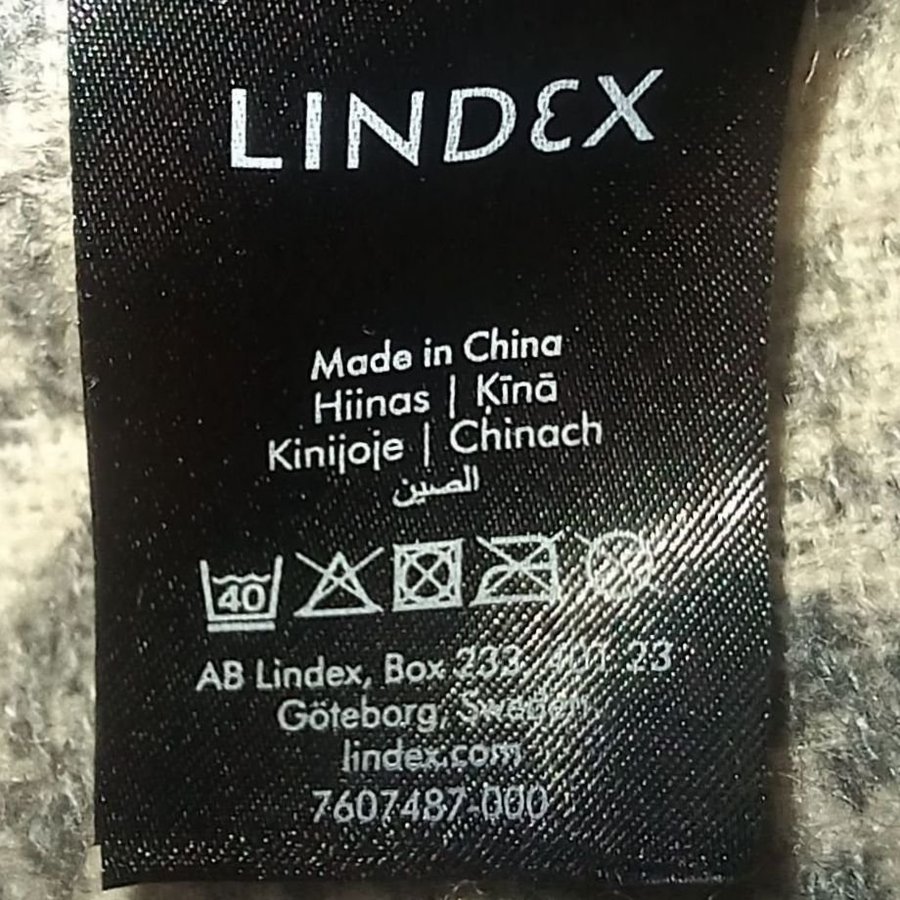 LINDEX
Made in China
Hiinas | Ķīnā
Kinijoje | Chinach
الصين
40
AB Lindex, Box 233, 401 23
Göteborg, Sweden
lindex.com
7607487-000